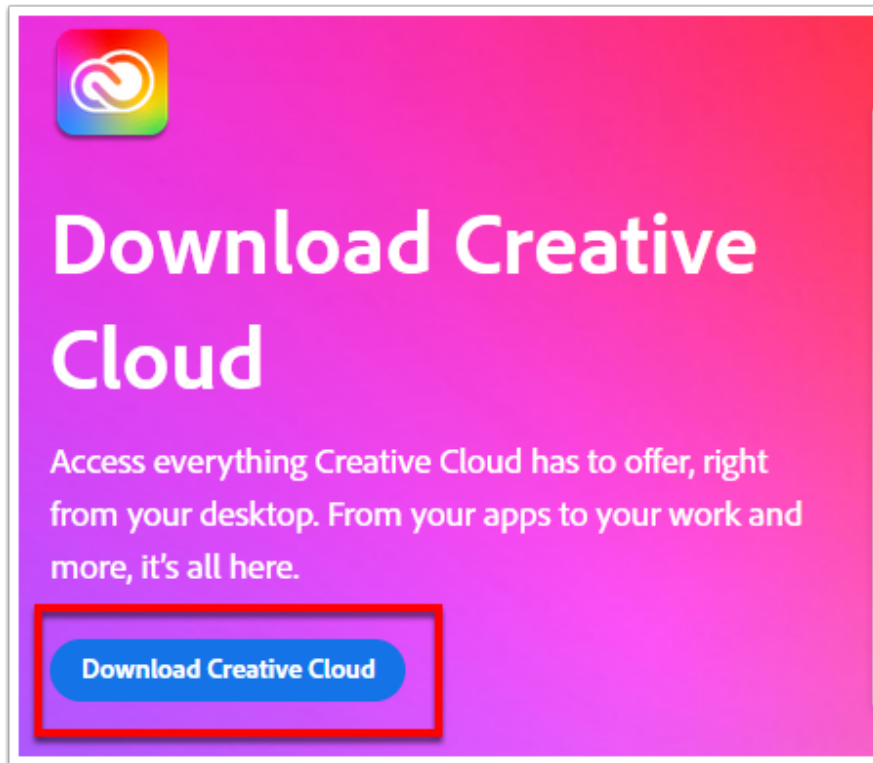 Download Creative
Cloud
Access everything Creative Cloud has to offer, right
from your desktop. From your apps to your work and
more, it's all here.
Download Creative Cloud